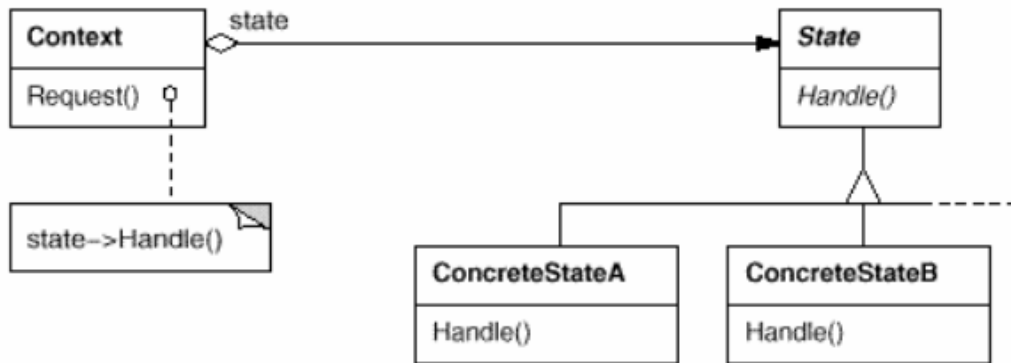 state
Context
State
Request()
Handle()
state->Handle()
ConcreteStateA
ConcreteStateB
Handle()
Handle()